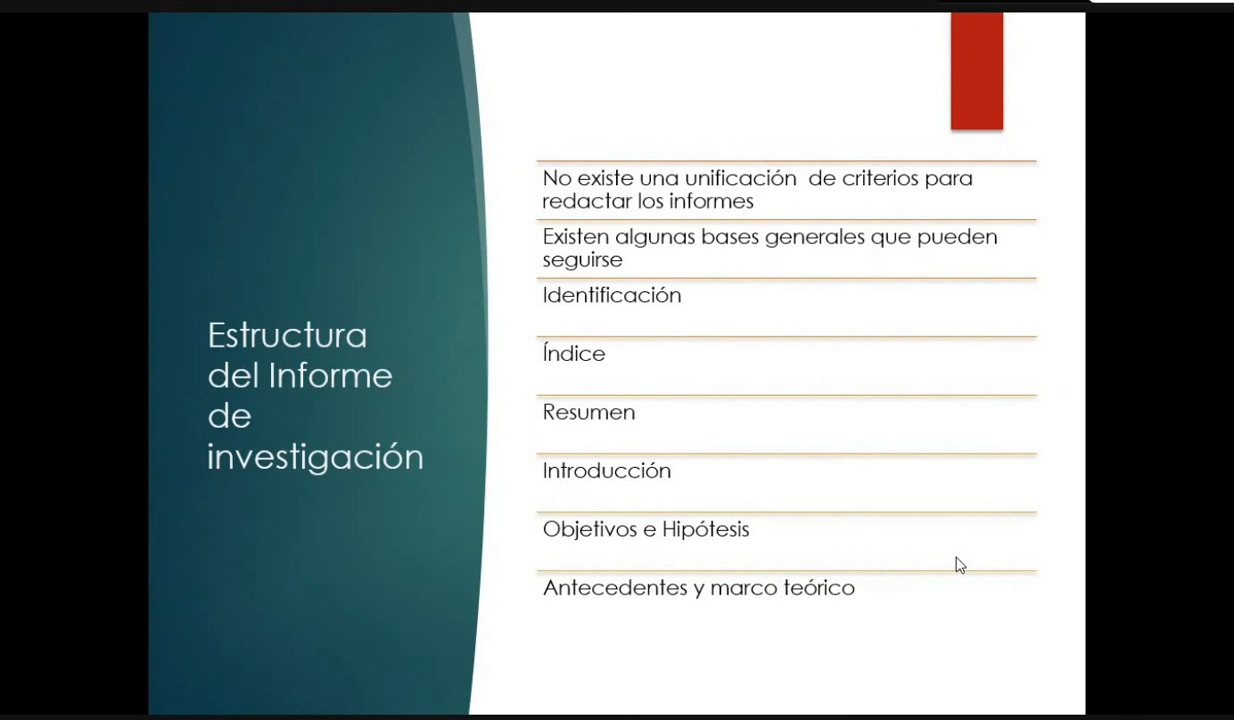 Estructura
del Informe
de
investigación
No existe una unificación de criterios para
redactar los informes
Existen algunas bases generales que pueden
seguirse
Identificación
Índice
Resumen
Introducción
Objetivos e Hipótesis
Antecedentes y marco teórico